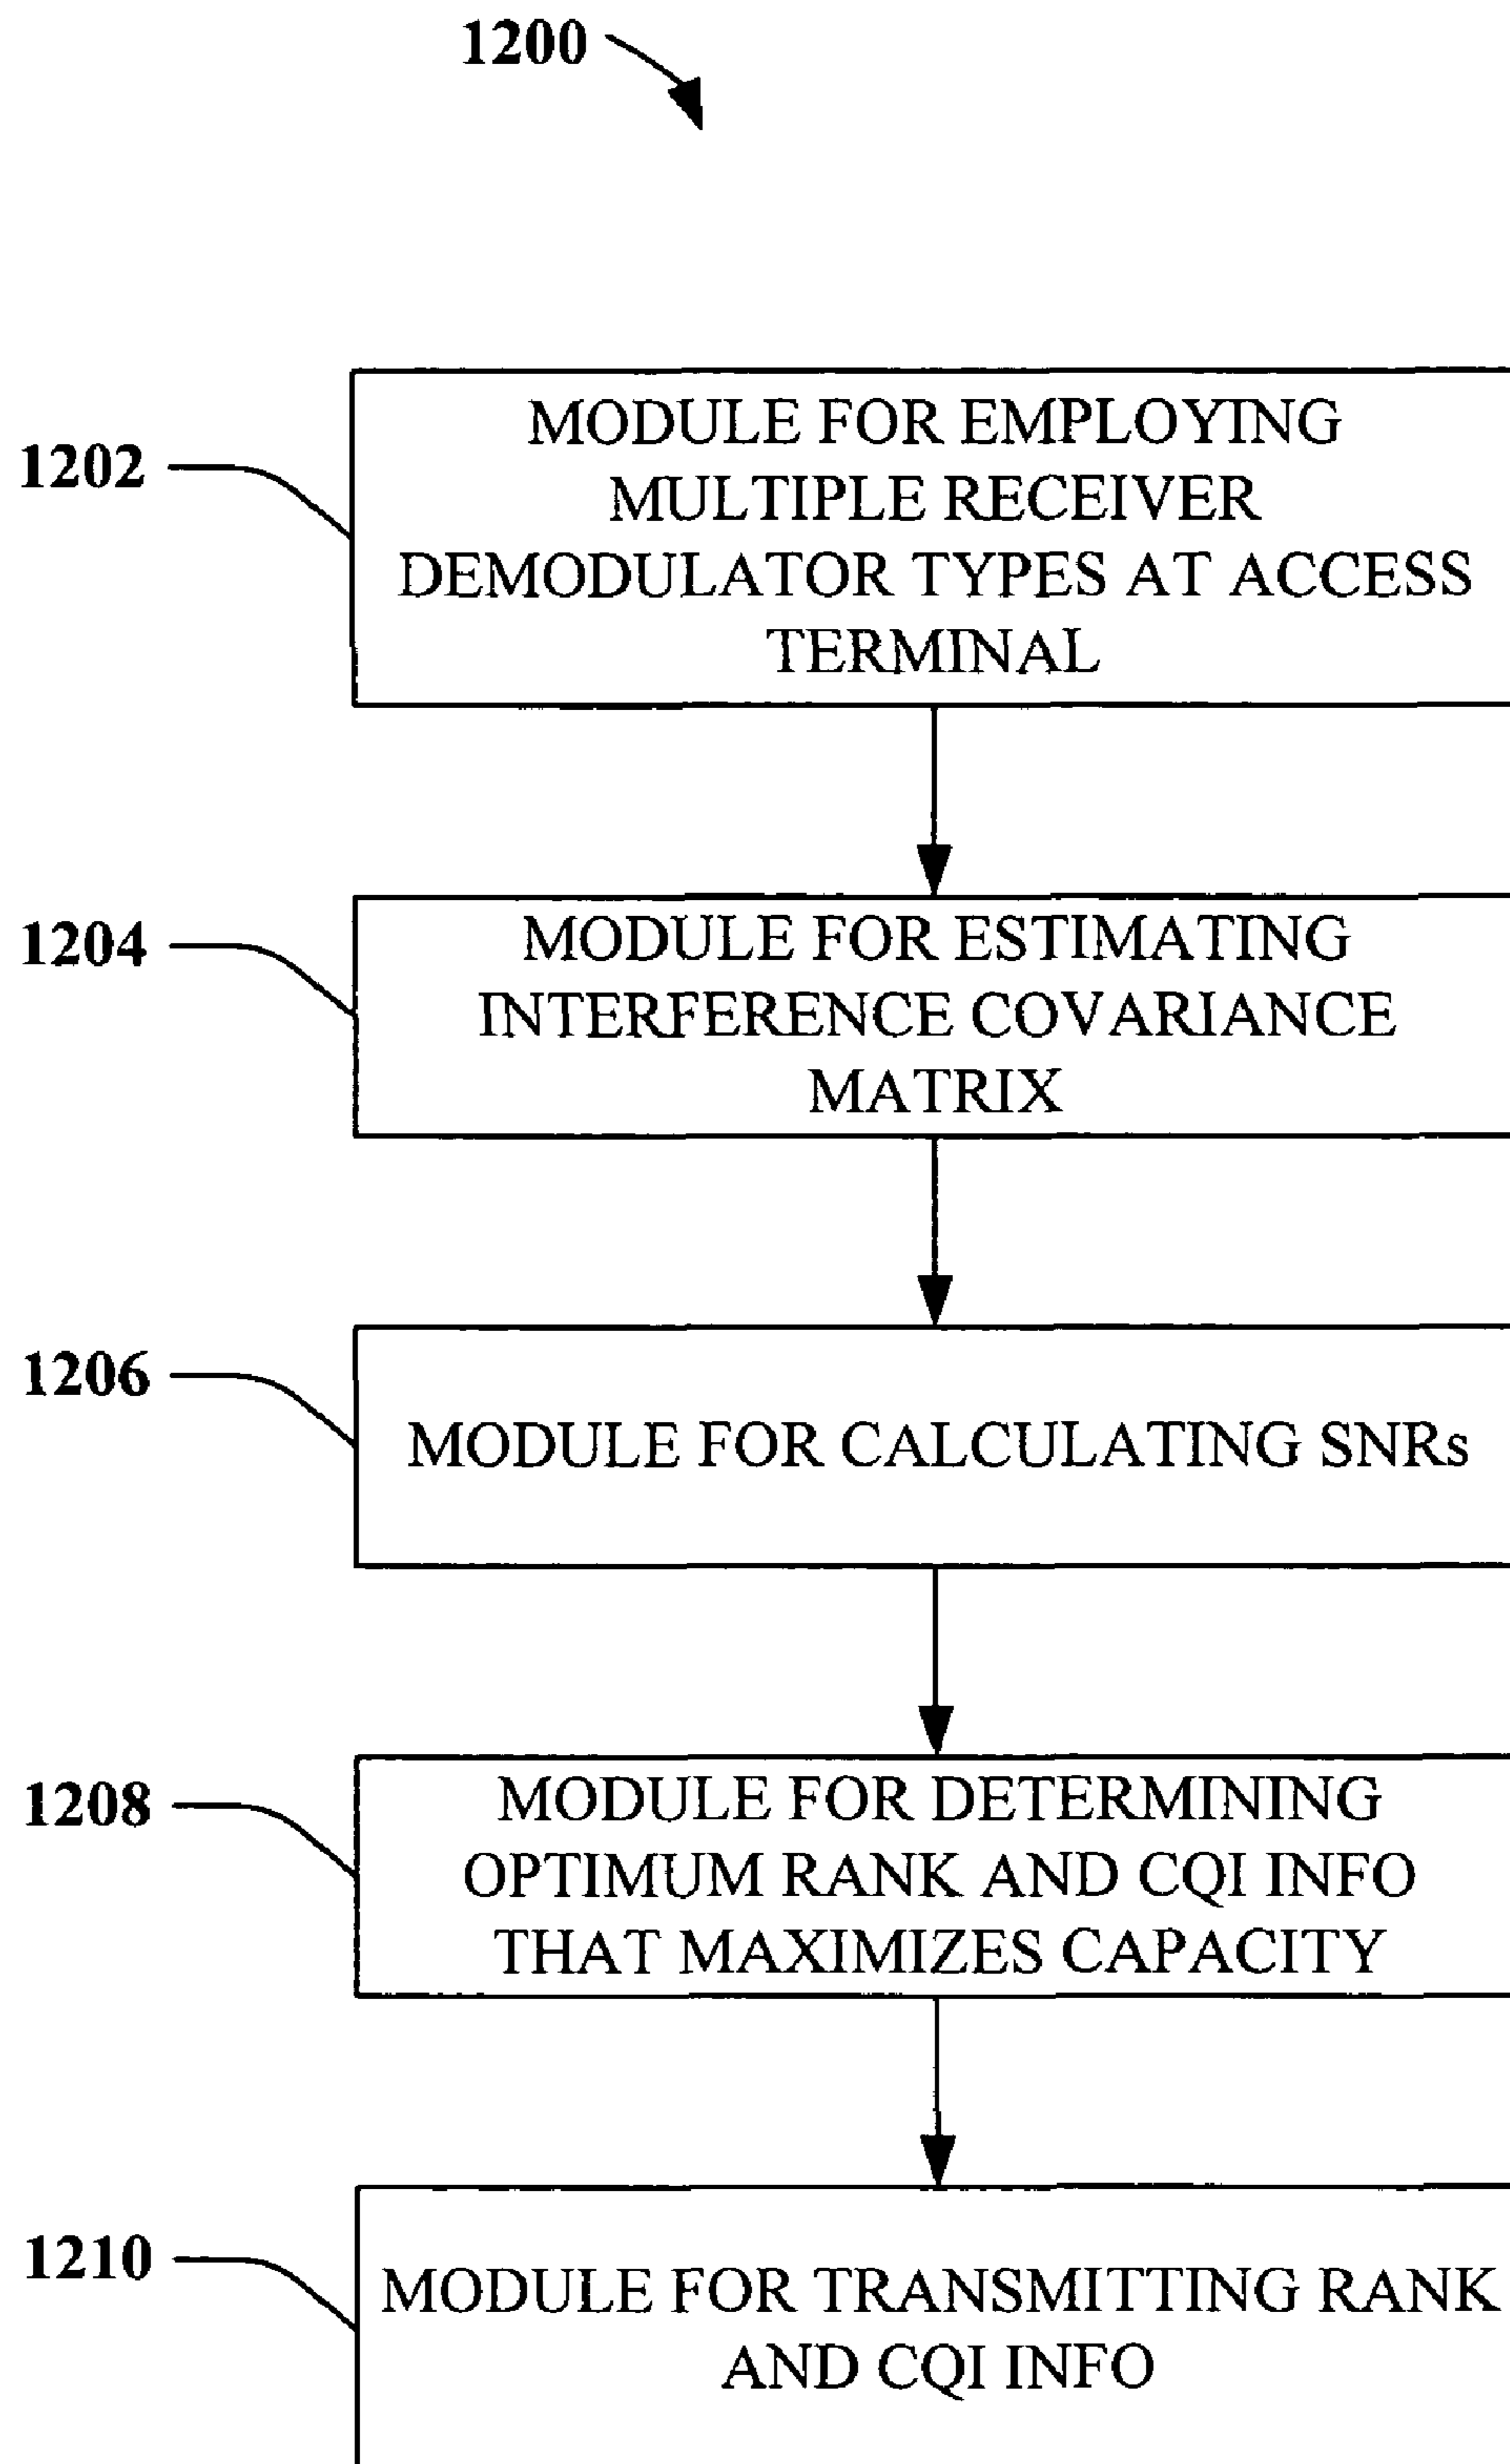 1200
1202
MODULE FOR EMPLOYING
MULTIPLE RECEIVER
DEMODULATOR TYPES AT ACCESS
TERMINAL
1204
MODULE FOR ESTIMATING
INTERFERENCE COVARIANCE
MATRIX
1206
MODULE FOR CALCULATING SNRs
1208
MODULE FOR DETERMINING
OPTIMUM RANK AND CQI INFO
THAT MAXIMIZES CAPACITY
1210
MODULE FOR TRANSMITTING RANK
AND CQI INFO